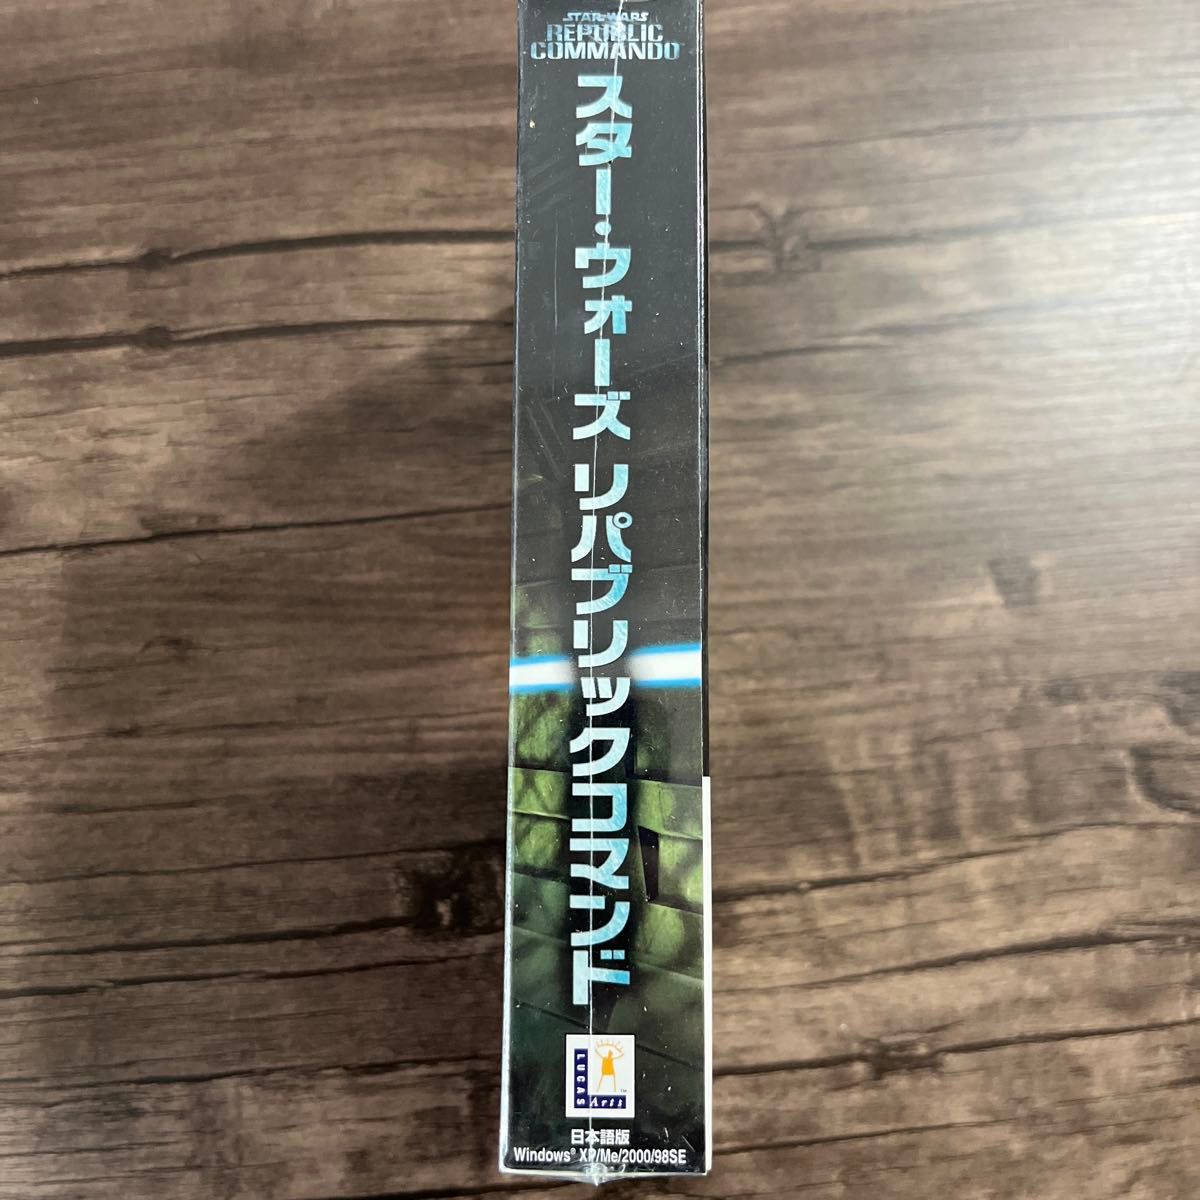 STAR WARS
REPUBLIC
COMMANDO
スター・ウォーズ リパブリックコマンド
LUCAS
Arts
TM
日本語版
Windows® XP/Me/2000/98SE